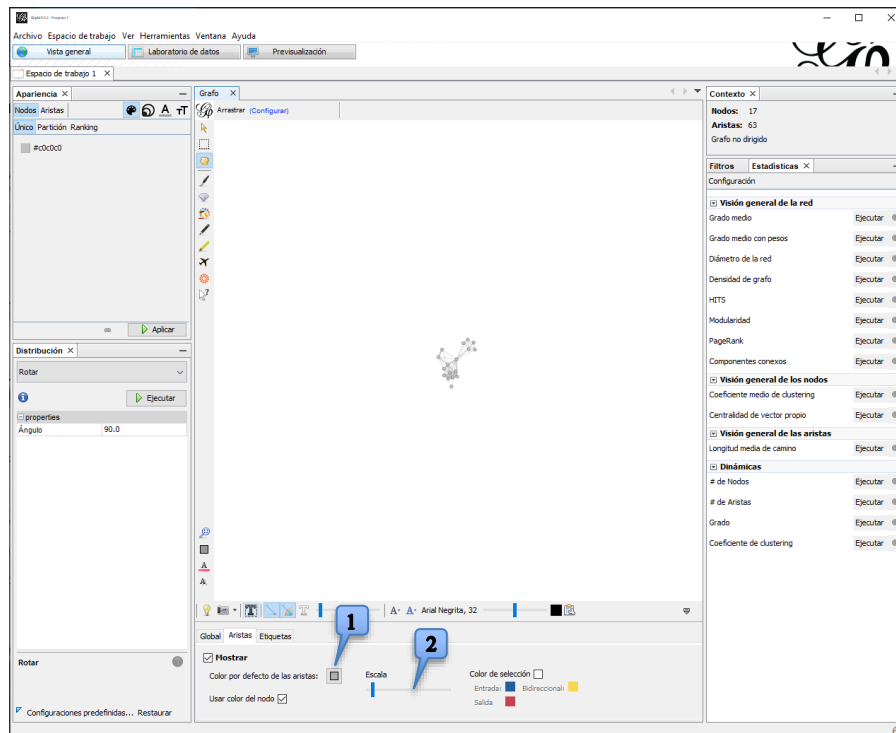 Gephi 0.9.2 - Proyecto 1
Archivo Espacio de trabajo Ver Herramientas Ventana Ayuda
Vista general Laboratorio de datos Previsualización
Espacio de trabajo 1
Apariencia
Nodos Aristas
Único Partición Ranking
#c0c0c0
Aplicar
Distribución
Rotar
Ejecutar
properties
Ángulo 90.0
Rotar
Configuraciones predefinidas... Restaurar
Grafo
Arrastrar (Configurar)
Arial Negrita, 32
1
2
Global Aristas Etiquetas
Mostrar
Color por defecto de las aristas:
Escala
Color de selección
Usar color del nodo
Entrada: Bidireccional:
Salida
Contexto
Nodos: 17
Aristas: 63
Grafo no dirigido
Filtros Estadísticas
Configuración
Visión general de la red
Grado medio Ejecutar
Grado medio con pesos Ejecutar
Diámetro de la red Ejecutar
Densidad de grafo Ejecutar
HITS Ejecutar
Modularidad Ejecutar
PageRank Ejecutar
Componentes conexos Ejecutar
Visión general de los nodos
Coeficiente medio de clustering Ejecutar
Centralidad de vector propio Ejecutar
Visión general de las aristas
Longitud media de camino Ejecutar
Dinámicas
# de Nodos Ejecutar
# de Aristas Ejecutar
Grado Ejecutar
Coeficiente de clustering Ejecutar